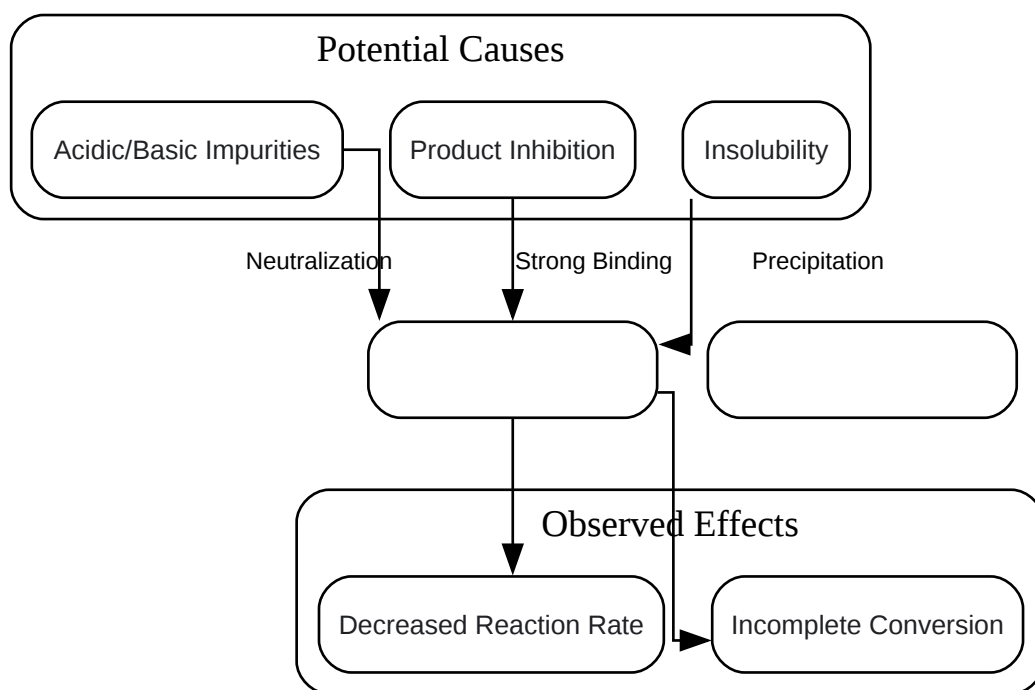 Potential Causes
Acidic/Basic Impurities
Product Inhibition
Insolubility
Neutralization
Strong Binding
Precipitation
Observed Effects
Decreased Reaction Rate
Incomplete Conversion